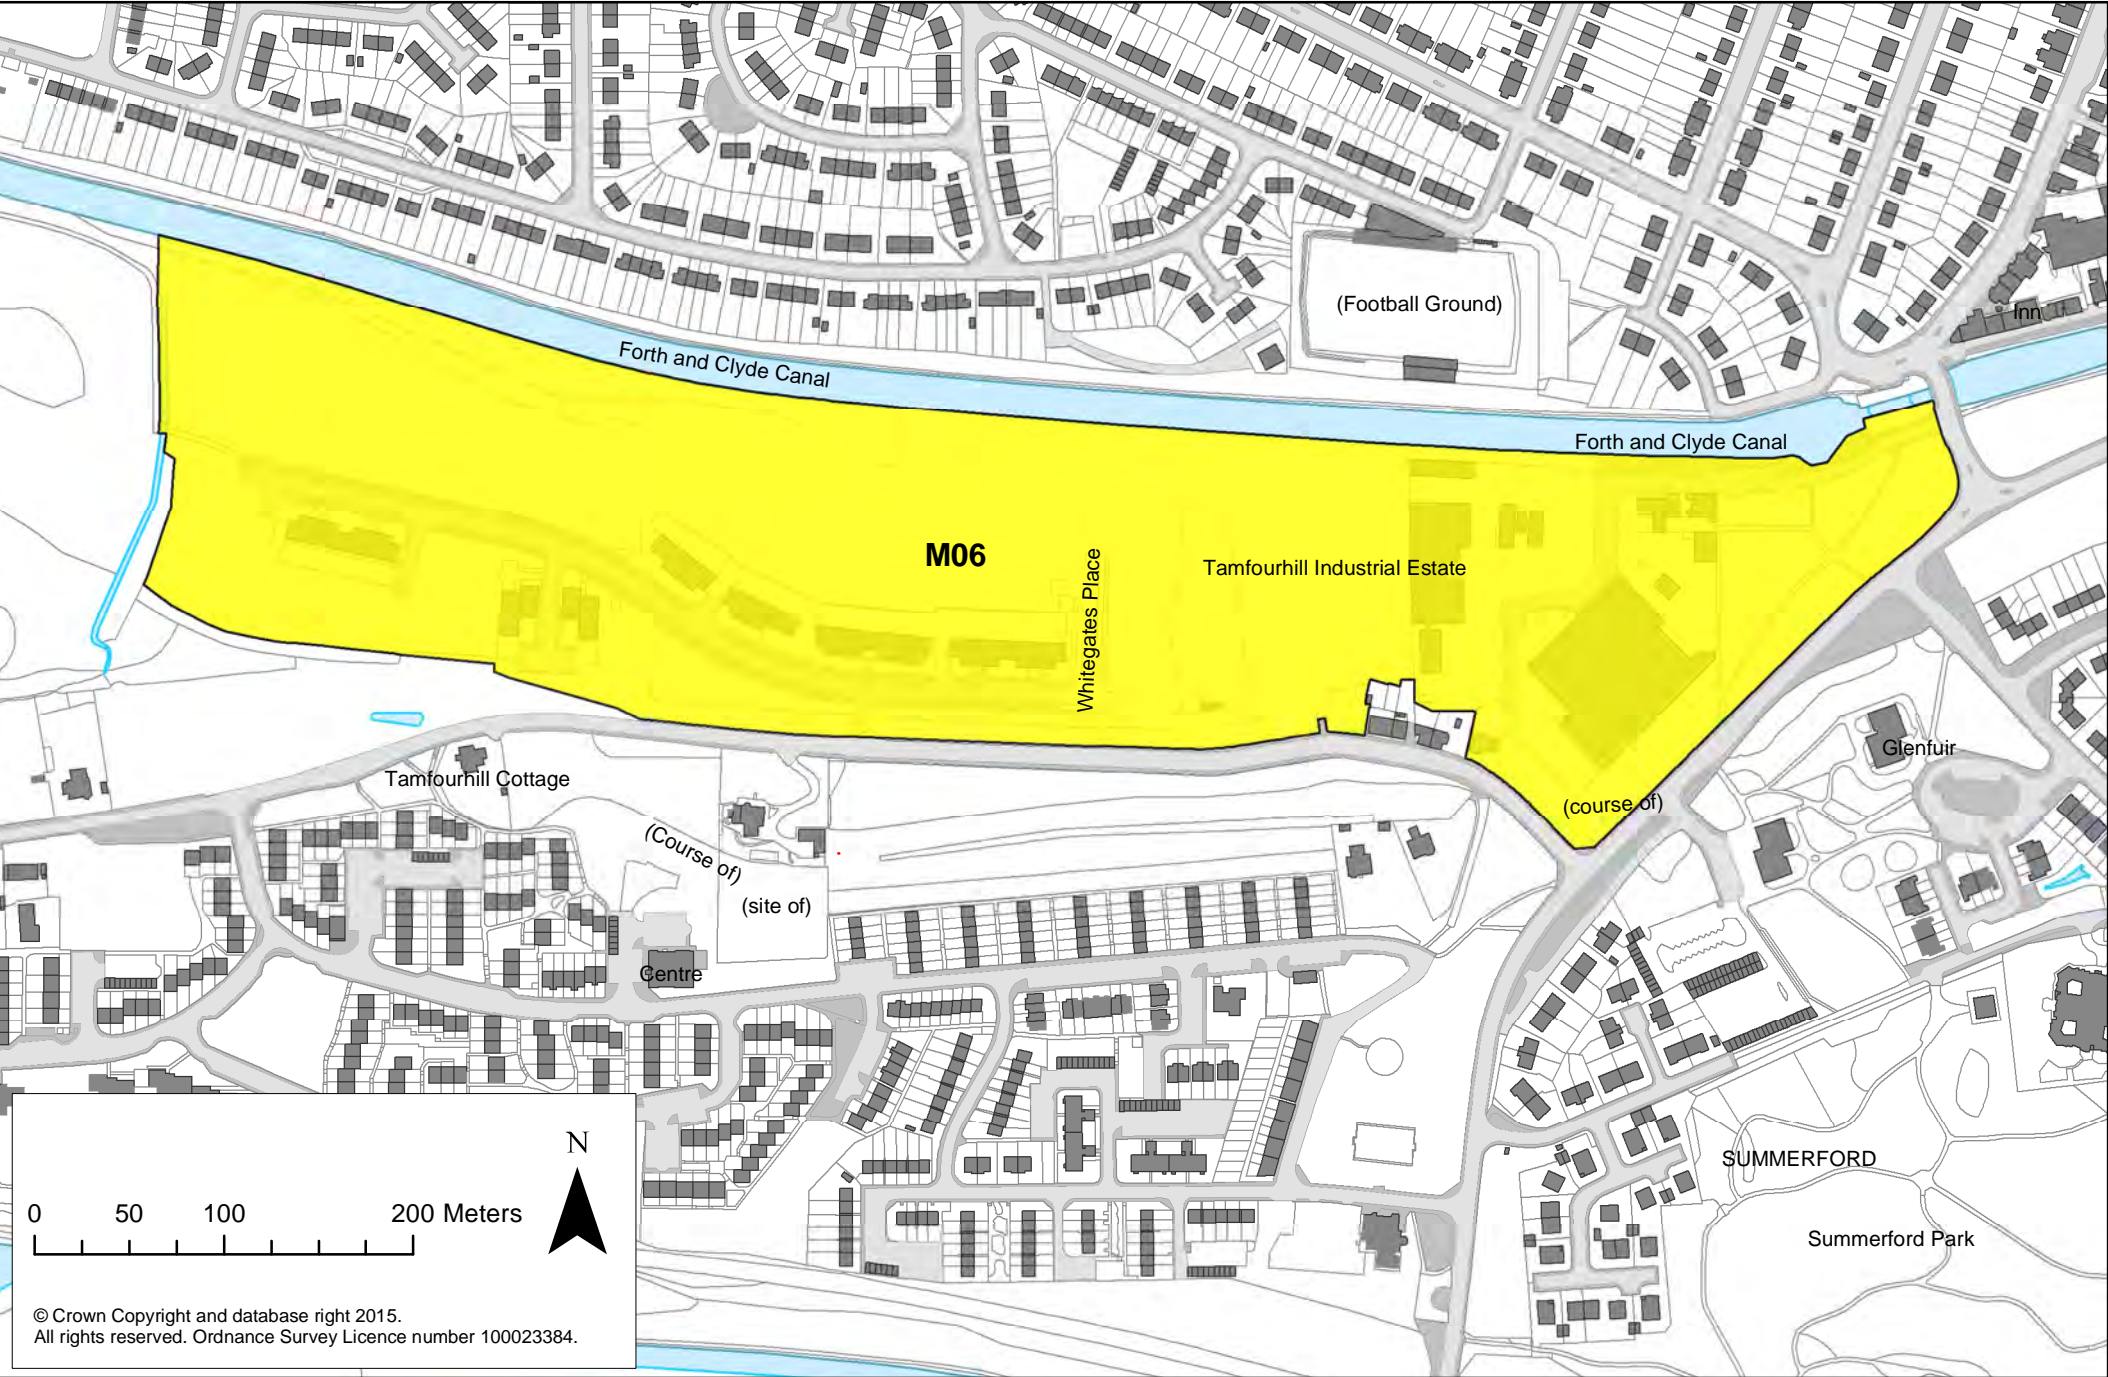 Inn
(Football Ground)
Forth and Clyde Canal
Forth and Clyde Canal
M06
Whitegates Place
Tamfourhill Industrial Estate
Glenfuir
Tamfourhill Cottage
(course of)
(Course of)
(site of)
Centre
SUMMERFORD
Summerford Park
N
0 50 100 200 Meters
© Crown Copyright and database right 2015.
All rights reserved. Ordnance Survey Licence number 100023384.